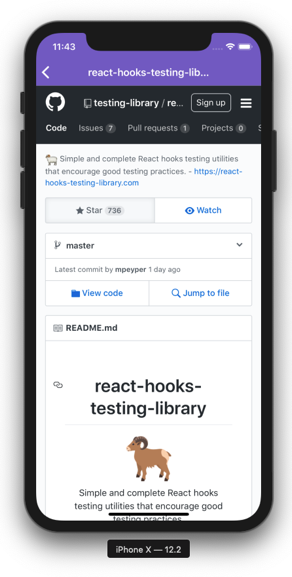 11:43
react-hooks-testing-lib...
testing-library / re...
Sign up
Code Issues 7 Pull requests 1 Projects 0
Simple and complete React hooks testing utilities
that encourage good testing practices. - https://react-
hooks-testing-library.com
Star 736
Watch
master
Latest commit by mpeyper 1 day ago
View code
Jump to file
README.md
react-hooks-
testing-library
Simple and complete React hooks
testing utilities that encourage good
testing practices.
iPhone X — 12.2